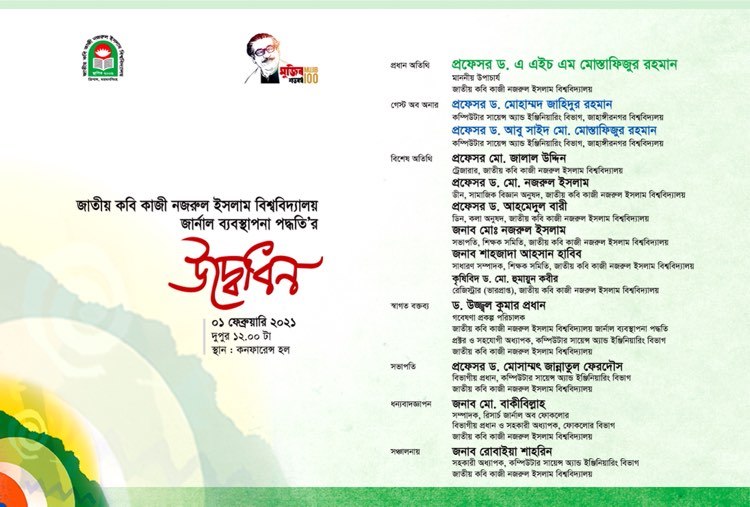 জাতীয় কবি কাজী নজরুল ইসলাম বিশ্ববিদ্যালয়
মুজিব
MUJIB
100
জাতীয় কবি কাজী নজরুল ইসলাম বিশ্ববিদ্যালয়
জার্নাল ব্যবস্থাপনা পদ্ধতি'র
উদ্বোধন
০১ ফেব্রুয়ারি ২০২১
দুপুর ১২.০০ টা
স্থান : কনফারেন্স হল
প্রধান অতিথি
প্রফেসর ড. এ এইচ এম মোস্তাফিজুর রহমান
মাননীয় উপাচার্য
জাতীয় কবি কাজী নজরুল ইসলাম বিশ্ববিদ্যালয়
গেস্ট অব অনার
প্রফেসর ড. মোহাম্মদ জাহিদুর রহমান
কম্পিউটার সায়েন্স অ্যান্ড ইঞ্জিনিয়ারিং বিভাগ, জাহাঙ্গীরনগর বিশ্ববিদ্যালয়
প্রফেসর ড. আবু সাইদ মো. মোস্তাফিজুর রহমান
কম্পিউটার সায়েন্স অ্যান্ড ইঞ্জিনিয়ারিং বিভাগ, জাহাঙ্গীরনগর বিশ্ববিদ্যালয়
বিশেষ অতিথি
প্রফেসর মো. জালাল উদ্দিন
ট্রেজারার, জাতীয় কবি কাজী নজরুল ইসলাম বিশ্ববিদ্যালয়
প্রফেসর ড. মো. নজরুল ইসলাম
ডীন, সামাজিক বিজ্ঞান অনুষদ, জাতীয় কবি কাজী নজরুল ইসলাম বিশ্ববিদ্যালয়
প্রফেসর ড. আহমেদুল বারী
ডিন, কলা অনুষদ, জাতীয় কবি কাজী নজরুল ইসলাম বিশ্ববিদ্যালয়
জনাব মোঃ নজরুল ইসলাম
সভাপতি, শিক্ষক সমিতি, জাতীয় কবি কাজী নজরুল ইসলাম বিশ্ববিদ্যালয়
জনাব শাহজাদা আহসান হাবিব
সাধারণ সম্পাদক, শিক্ষক সমিতি, জাতীয় কবি কাজী নজরুল ইসলাম বিশ্ববিদ্যালয়
কৃষিবিদ ড. মো. হুমায়ুন কবীর
রেজিস্ট্রার (ভারপ্রাপ্ত), জাতীয় কবি কাজী নজরুল ইসলাম বিশ্ববিদ্যালয়
স্বাগত বক্তব্য
ড. উজ্জ্বল কুমার প্রধান
গবেষণা প্রকল্প পরিচালক
জাতীয় কবি কাজী নজরুল ইসলাম বিশ্ববিদ্যালয় জার্নাল ব্যবস্থাপনা পদ্ধতি
প্রক্টর ও সহযোগী অধ্যাপক, কম্পিউটার সায়েন্স অ্যান্ড ইঞ্জিনিয়ারিং বিভাগ
জাতীয় কবি কাজী নজরুল ইসলাম বিশ্ববিদ্যালয়
সভাপতি
প্রফেসর ড. মোসাম্মৎ জান্নাতুল ফেরদৌস
বিভাগীয় প্রধান, কম্পিউটার সায়েন্স অ্যান্ড ইঞ্জিনিয়ারিং বিভাগ
জাতীয় কবি কাজী নজরুল ইসলাম বিশ্ববিদ্যালয়
ধন্যবাদজ্ঞাপন
জনাব মো. বাকীবিল্লাহ
সম্পাদক, রিসার্চ জার্নাল অব ফোকলোর
বিভাগীয় প্রধান ও সহকারী অধ্যাপক, ফোকলোর বিভাগ
জাতীয় কবি কাজী নজরুল ইসলাম বিশ্ববিদ্যালয়
সঞ্চালনায়
জনাব রোবাইয়া শাহরিন
সহকারী অধ্যাপক, কম্পিউটার সায়েন্স অ্যান্ড ইঞ্জিনিয়ারিং বিভাগ
জাতীয় কবি কাজী নজরুল ইসলাম বিশ্ববিদ্যালয়